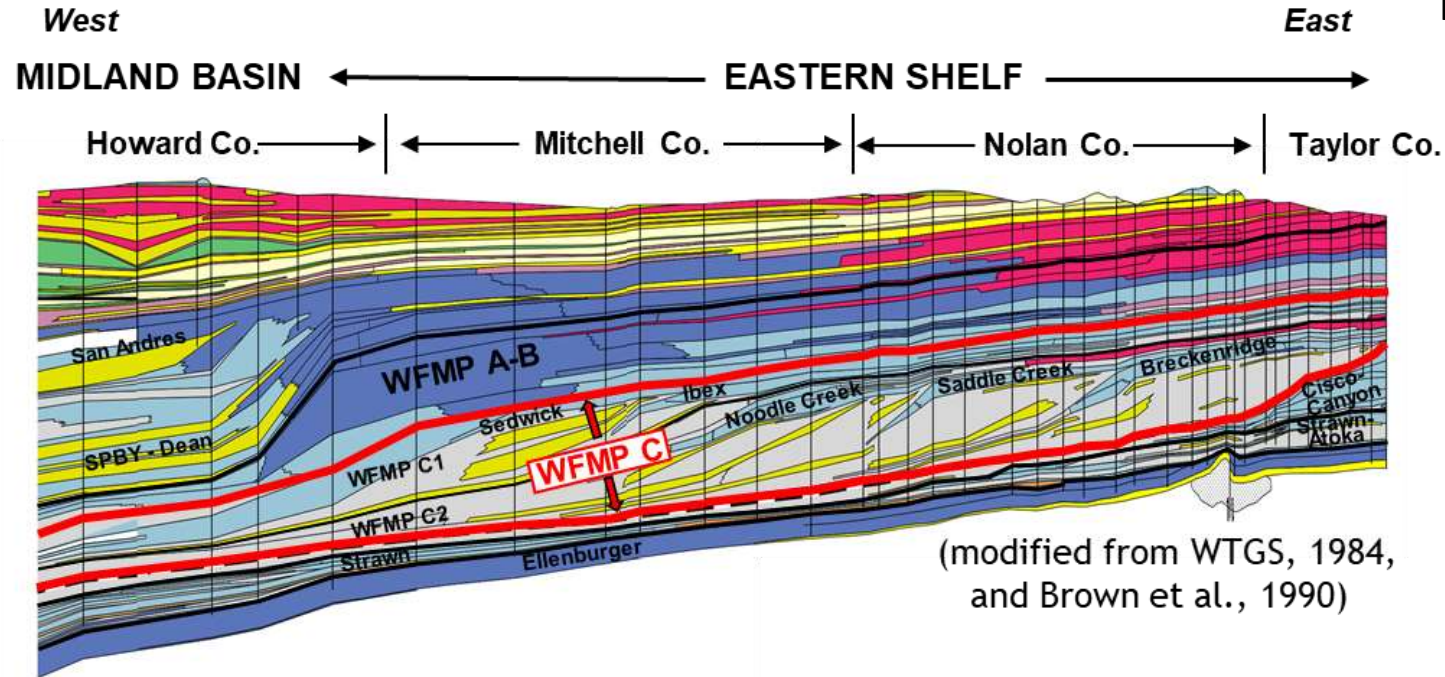 West East
MIDLAND BASIN EASTERN SHELF
Howard Co. Mitchell Co. Nolan Co. Taylor Co.
San Andres
WFMP A-B
SPBY - Dean
Sedwick
Ibex
Noodle Creek
Saddle Creek
Breckenridge
Cisco-
Canyon
Strawn-
Atoka
WFMP C1
WFMP C
WFMP C2
Strawn
Ellenburger
(modified from WTGS, 1984,
and Brown et al., 1990)